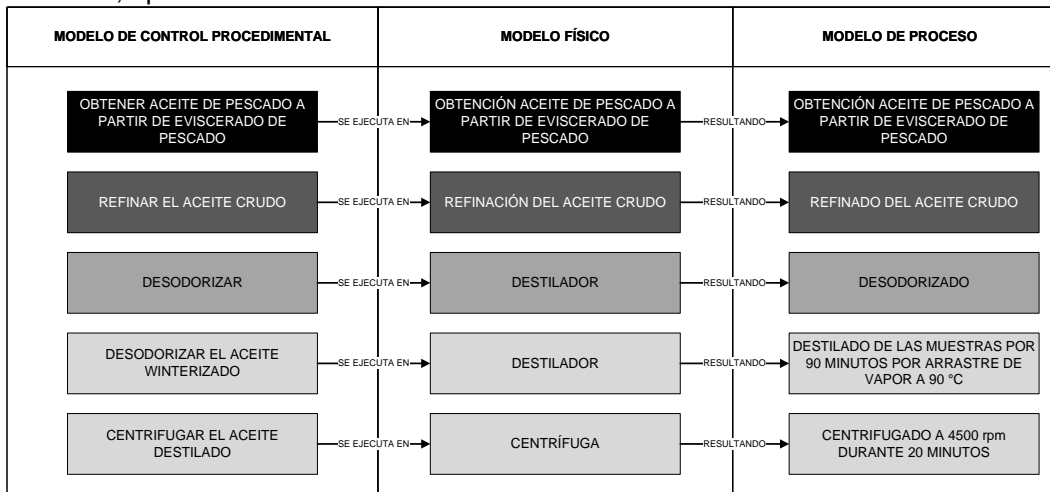 MODELO DE CONTROL PROCEDIMENTAL
MODELO FÍSICO
MODELO DE PROCESO
OBTENER ACEITE DE PESCADO A
PARTIR DE EVISCERADO DE
PESCADO
SE EJECUTA EN
OBTENCIÓN ACEITE DE PESCADO A
PARTIR DE EVISCERADO DE
PESCADO
RESULTANDO
OBTENCIÓN ACEITE DE PESCADO A
PARTIR DE EVISCERADO DE
PESCADO
REFINAR EL ACEITE CRUDO
SE EJECUTA EN
REFINACIÓN DEL ACEITE CRUDO
RESULTANDO
REFINADO DEL ACEITE CRUDO
DESODORIZAR
SE EJECUTA EN
DESTILADOR
RESULTANDO
DESODORIZADO
DESODORIZAR EL ACEITE
WINTERIZADO
SE EJECUTA EN
DESTILADOR
RESULTANDO
DESTILADO DE LAS MUESTRAS POR
90 MINUTOS POR ARRASTRE DE
VAPOR A 90 °C
CENTRIFUGAR EL ACEITE
DESTILADO
SE EJECUTA EN
CENTRÍFUGA
RESULTANDO
CENTRIFUGADO A 4500 rpm
DURANTE 20 MINUTOS